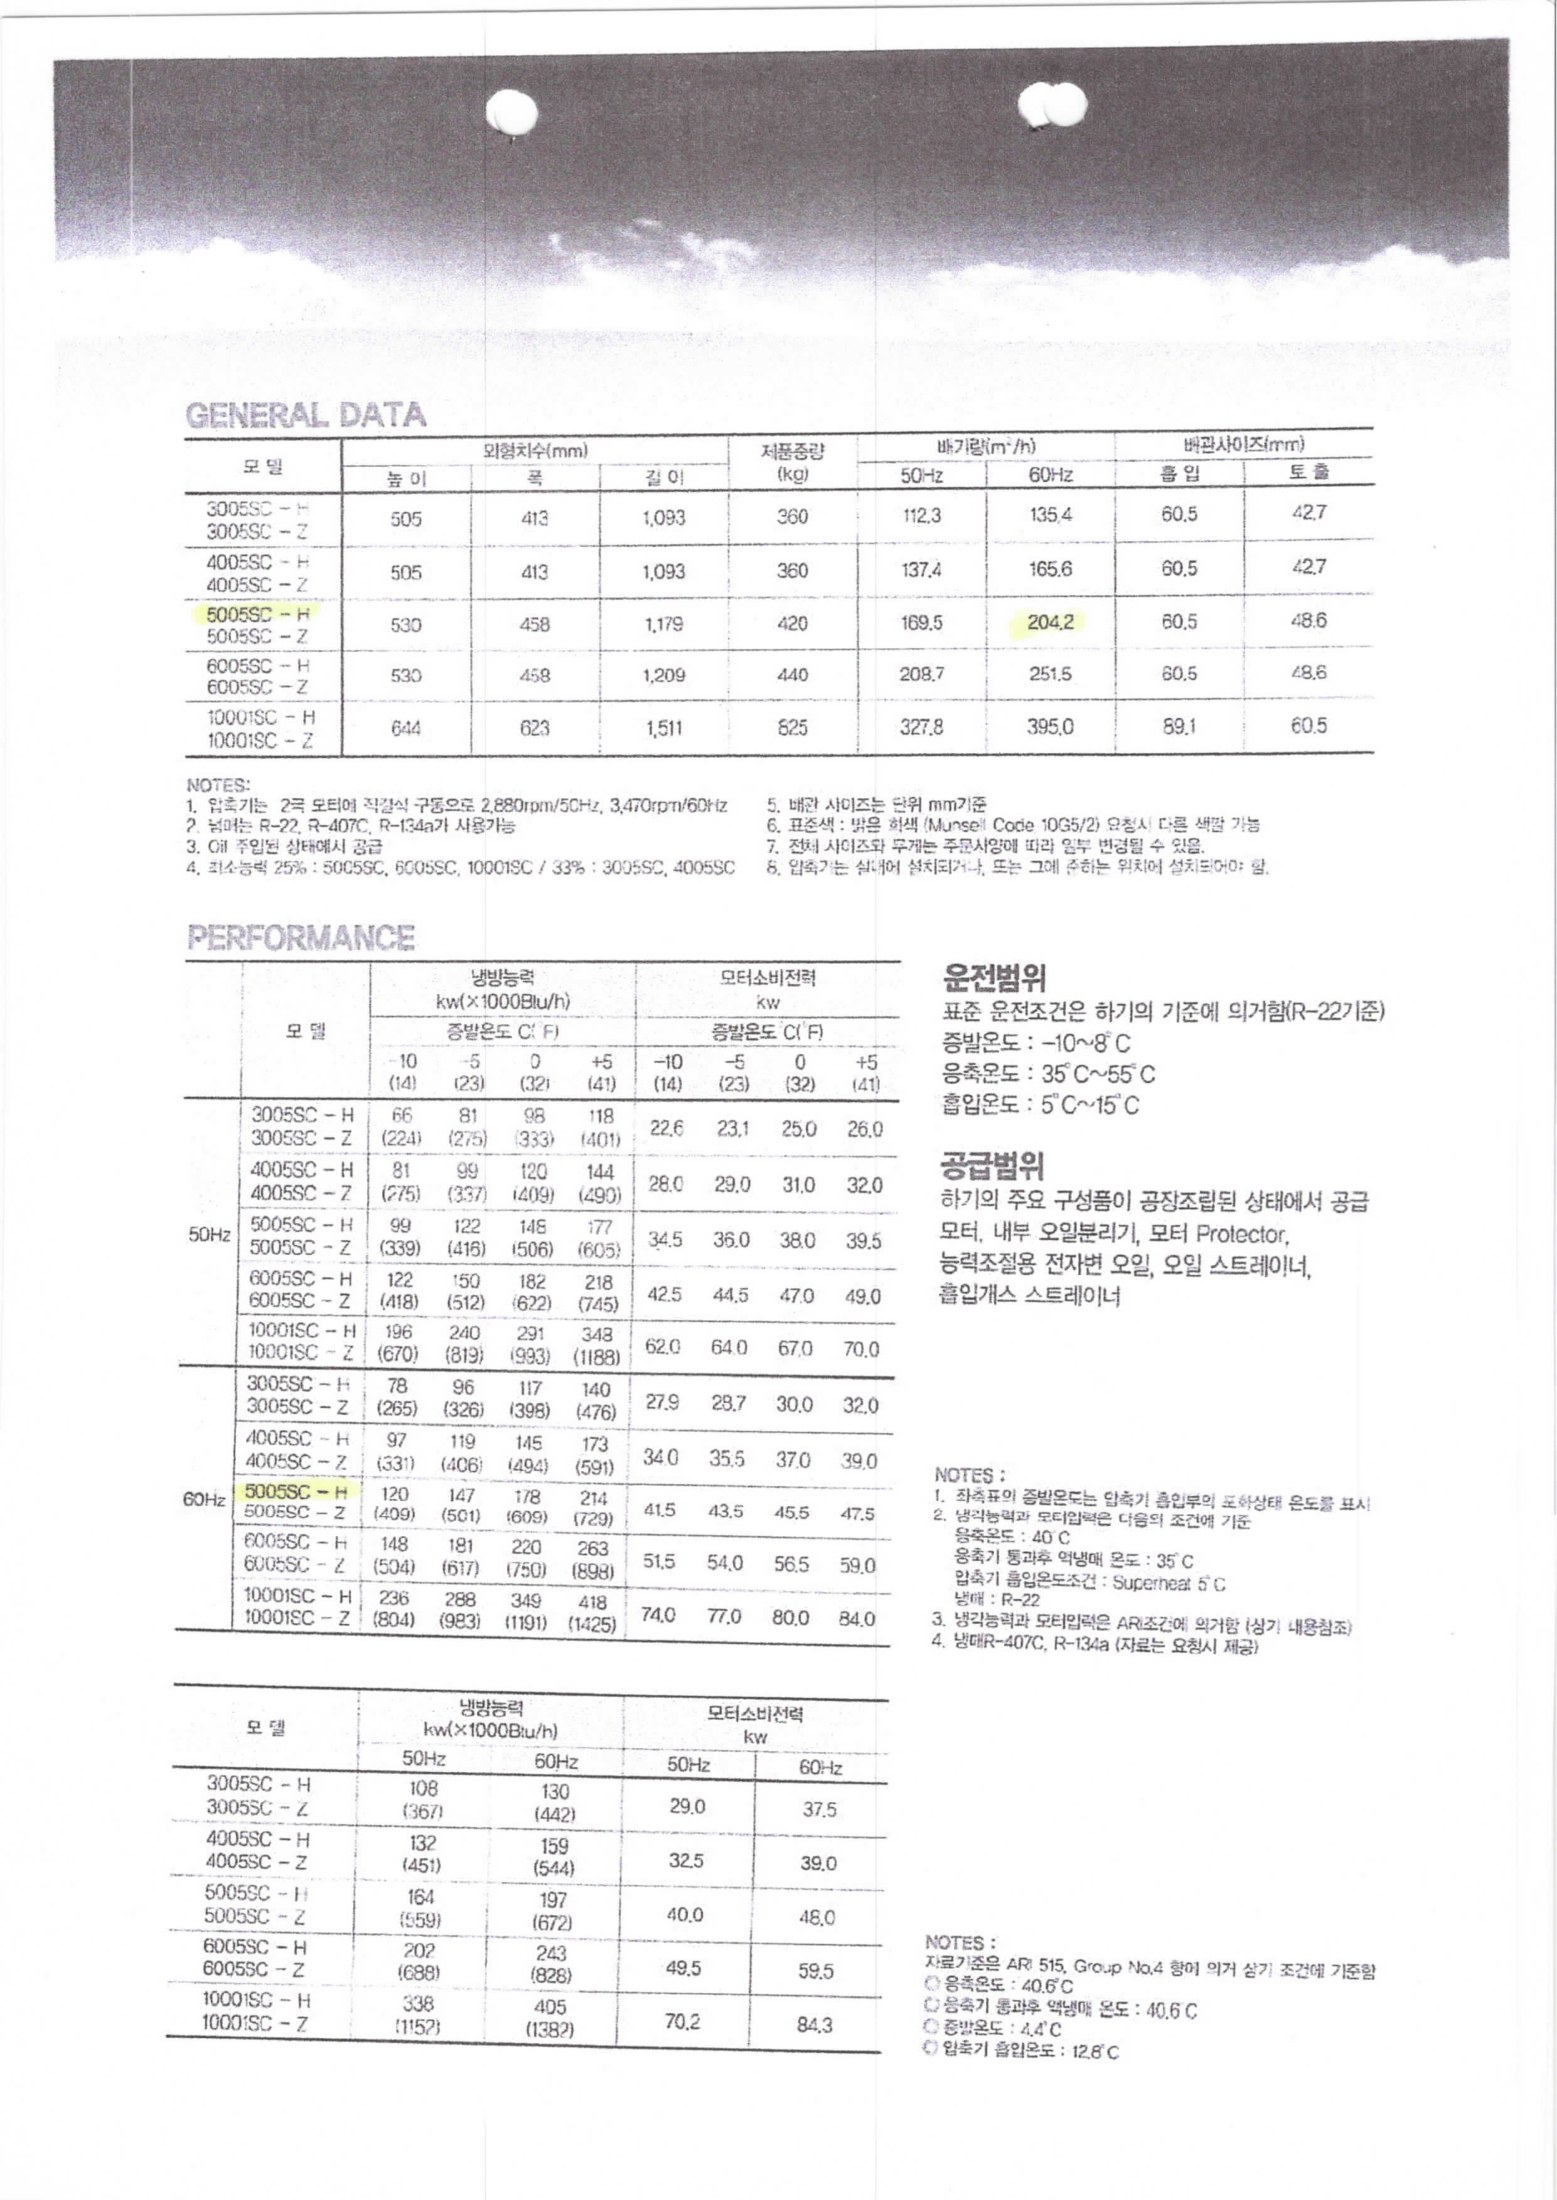 GENERAL DATA
모 델 외형치수(mm) 제품중량 (kg) 배기량(m³/h) 배관사이즈(mm)
높 이 폭 길 이 50Hz 60Hz 흡 입 토 출
3005SC – H
3005SC – Z 505 413 1,093 360 112.3 135.4 60.5 42.7
4005SC – H
4005SC – Z 505 413 1,093 360 137.4 165.6 60.5 42.7
5005SC – H
5005SC – Z 530 458 1,179 420 169.5 204.2 60.5 48.6
6005SC – H
6005SC – Z 530 458 1,209 440 208.7 251.5 60.5 48.6
10001SC – H
10001SC – Z 644 623 1,511 825 327.8 395.0 89.1 60.5
NOTES:
1. 압축기는 2극 모터에 직결식 구동으로 2,880rpm/50Hz, 3,470rpm/60Hz
2. R-22, R-407C, R-134a가 사용가능
3. Oil 주입된 상태에서 공급
4. 최소능력 25% : 5005SC, 6005SC, 10001SC / 33% : 3005SC, 4005SC
5. 배관 사이즈는 단위 mm기준
6. 표준색 : 밝은 회색 (Munsell Code 10G5/2) 요청시 다른 색깔 가능
7. 전체 사이즈와 무게는 주문사양에 따라 일부 변경될 수 있음.
8. 압축기는 실내에 설치되거나, 또는 그에 준하는 위치에 설치되어야 함.
PERFORMANCE
모 델 냉방능력 모터소비전력
kw(×1000Btu/h) kw
증발온도 C(˚F) 증발온도 C(˚F)
-10 -5 0 +5 -10 -5 0 +5
(14) (23) (32) (41) (14) (23) (32) (41)
50Hz
3005SC – H 66 81 98 118
3005SC – Z (224) (275) (333) (401) 22.6 23.1 25.0 26.0
4005SC – H 81 99 120 144
4005SC – Z (275) (337) (409) (490) 28.0 29.0 31.0 32.0
5005SC – H 99 122 148 177
5005SC – Z (339) (416) (506) (605) 34.5 36.0 38.0 39.5
6005SC – H 122 150 182 218
6005SC – Z (418) (512) (622) (745) 42.5 44.5 47.0 49.0
10001SC – H 196 240 291 348
10001SC – Z (670) (819) (993) (1188) 62.0 64.0 67.0 70.0
60Hz
3005SC – H 78 96 117 140
3005SC – Z (265) (326) (398) (476) 27.9 28.7 30.0 32.0
4005SC – H 97 119 145 173
4005SC – Z (331) (406) (494) (591) 34.0 35.5 37.0 39.0
5005SC – H 120 147 178 214
5005SC – Z (409) (501) (609) (729) 41.5 43.5 45.5 47.5
6005SC – H 148 181 220 263
6005SC – Z (504) (617) (750) (898) 51.5 54.0 56.5 59.0
10001SC – H 236 288 349 418
10001SC – Z (804) (983) (1191) (1425) 74.0 77.0 80.0 84.0
운전범위
표준 운전조건은 하기의 기준에 의거함(R-22기준)
증발온도 : -10~8˚C
응축온도 : 35˚C~55˚C
흡입온도 : 5˚C~15˚C
공급범위
하기의 주요 구성품이 공장조립된 상태에서 공급
모터, 내부 오일분리기, 모터 Protector,
능력조절용 전자변 오일, 오일 스트레이너,
흡입개스 스트레이너
NOTES :
1. 좌측표의 증발온도는 압축기 흡입부의 포화상태 온도를 표시
2. 냉각능력과 모터입력은 다음의 조건에 기준
응축온도 : 40˚C
응축기 통과후 액냉매 온도 : 35˚C
압축기 흡입온도조건 : Superheat 5˚C
냉매 : R-22
3. 냉각능력과 모터입력은 ARI조건에 의거함 (상기 내용참조)
4. 냉매R-407C, R-134a (자료는 요청시 제공)
모 델 냉방능력 모터소비전력
kw(×1000Btu/h) kw
50Hz 60Hz 50Hz 60Hz
3005SC – H 108 130
3005SC – Z (367) (442) 29.0 37.5
4005SC – H 132 159
4005SC – Z (451) (544) 32.5 39.0
5005SC – H 164 197
5005SC – Z (559) (672) 40.0 48.0
6005SC – H 202 243
6005SC – Z (688) (828) 49.5 59.5
10001SC – H 338 405
10001SC – Z (1152) (1382) 70.2 84.3
NOTES :
자료기준은 ARI 515, Group No.4 항에 의거 상기 조건에 기준함
◎ 응축온도 : 40.6˚C
◎ 응축기 통과후 액냉매 온도 : 40.6˚C
◎ 증발온도 : 4.4˚C
◎ 압축기 흡입온도 : 12.8˚C